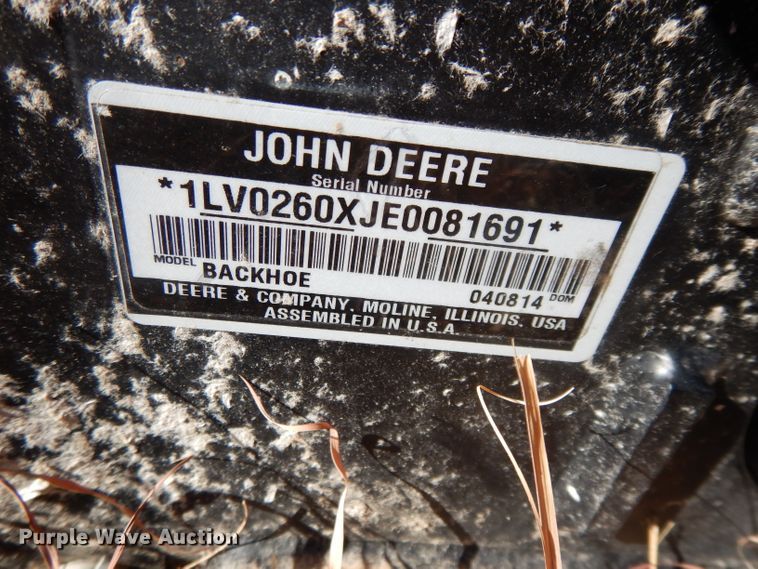 JOHN DEERE
Serial Number
*1LV0260XJE0081691*
MODEL BACKHOE 040814 DOM
DEERE & COMPANY, MOLINE, ILLINOIS, USA
ASSEMBLED IN U.S.A.
Purple Wave Auction